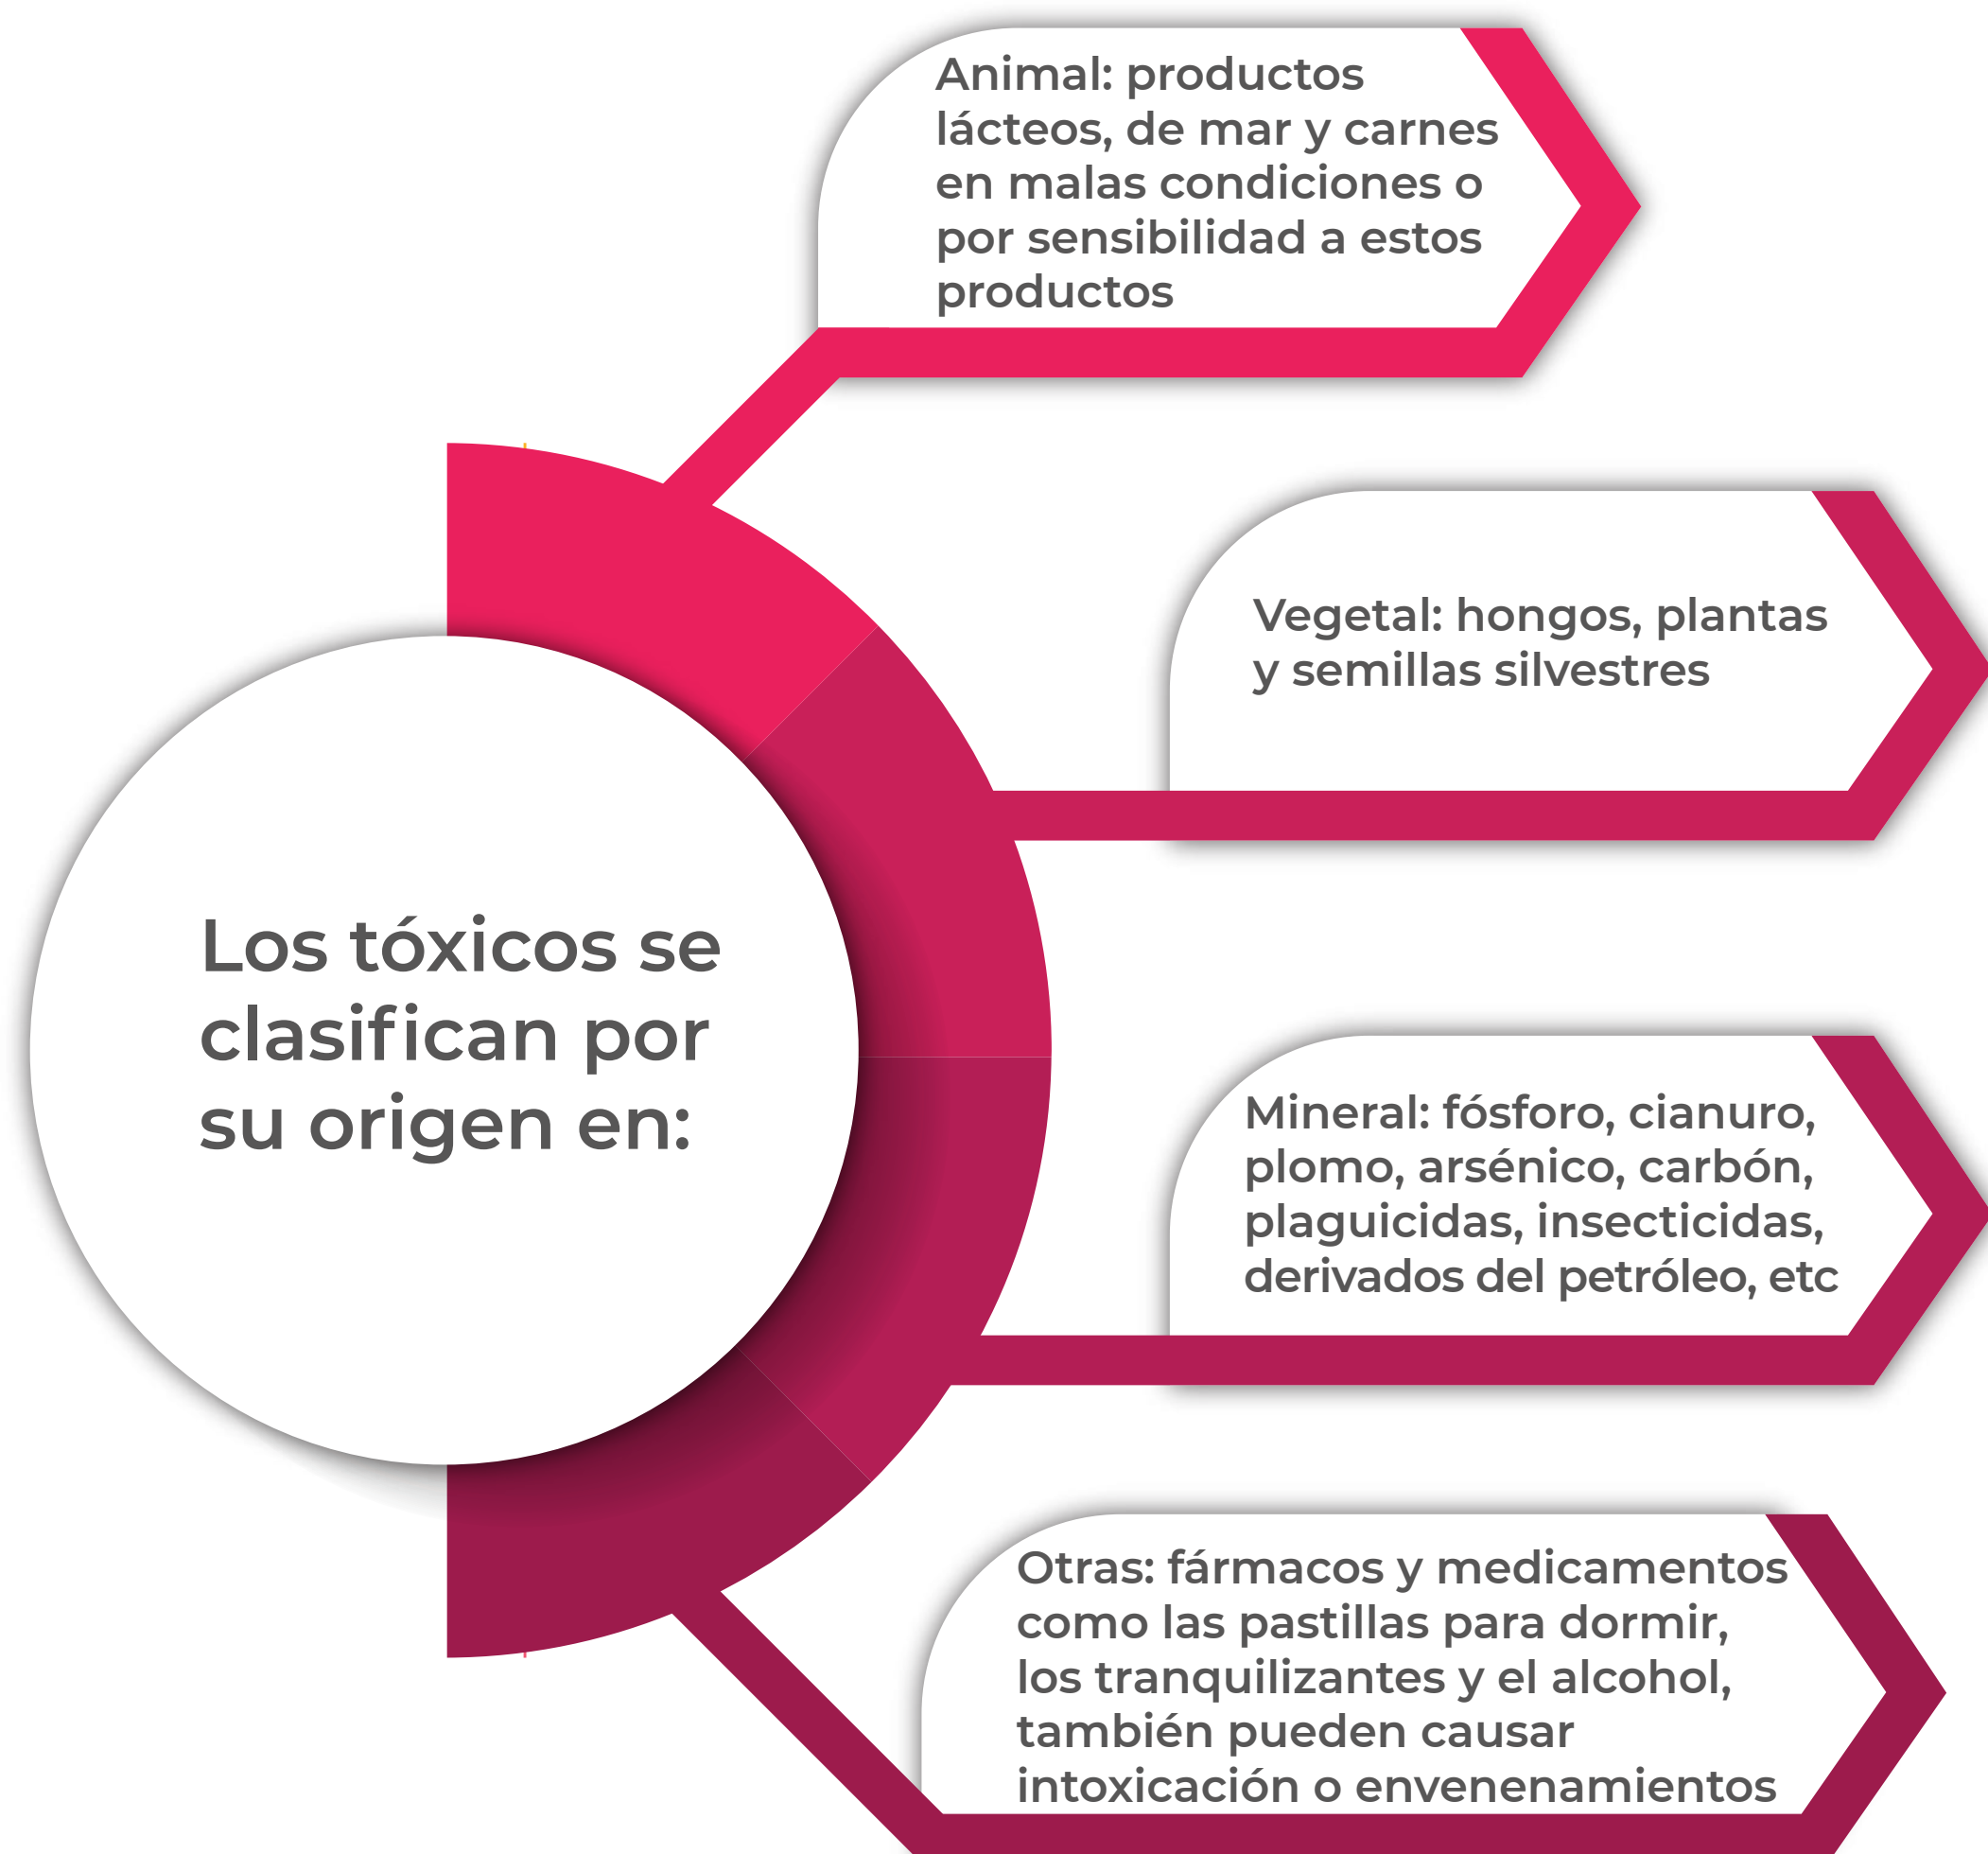 Animal: productos
lácteos, de mar y carnes
en malas condiciones o
por sensibilidad a estos
productos
Vegetal: hongos, plantas
y semillas silvestres
Los tóxicos se
clasifican por
su origen en:
Mineral: fósforo, cianuro,
plomo, arsénico, carbón,
plaguicidas, insecticidas,
derivados del petróleo, etc
Otras: fármacos y medicamentos
como las pastillas para dormir,
los tranquilizantes y el alcohol,
también pueden causar
intoxicación o envenenamientos